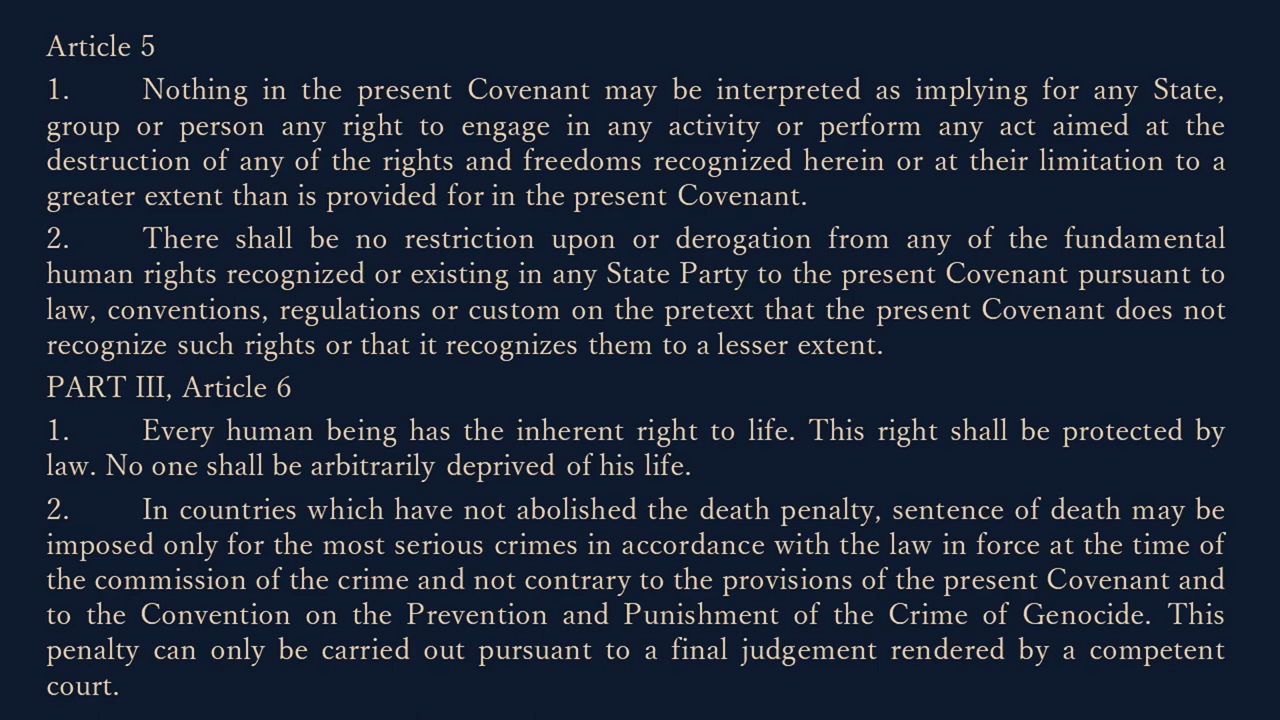 Article 5
1. Nothing in the present Covenant may be interpreted as implying for any State,
group or person any right to engage in any activity or perform any act aimed at the
destruction of any of the rights and freedoms recognized herein or at their limitation to a
greater extent than is provided for in the present Covenant.
2. There shall be no restriction upon or derogation from any of the fundamental
human rights recognized or existing in any State Party to the present Covenant pursuant to
law, conventions, regulations or custom on the pretext that the present Covenant does not
recognize such rights or that it recognizes them to a lesser extent.
PART III, Article 6
1. Every human being has the inherent right to life. This right shall be protected by
law. No one shall be arbitrarily deprived of his life.
2. In countries which have not abolished the death penalty, sentence of death may be
imposed only for the most serious crimes in accordance with the law in force at the time of
the commission of the crime and not contrary to the provisions of the present Covenant and
to the Convention on the Prevention and Punishment of the Crime of Genocide. This
penalty can only be carried out pursuant to a final judgement rendered by a competent
court.